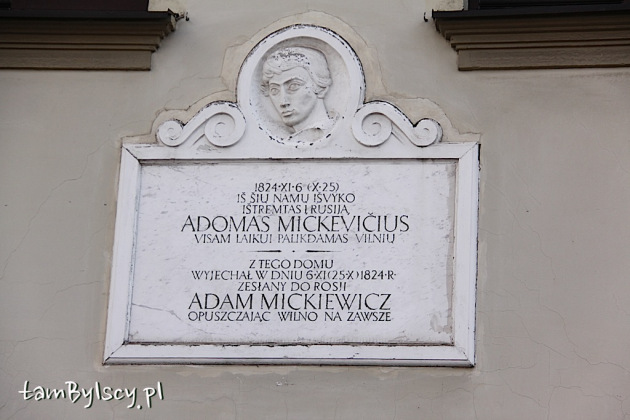 1824·XI·6 (X·25)
IŠ ŠIŲ NAMŲ IŠVYKO
IŠTREMTAS Į RUSIJĄ
ADOMAS MICKEVIČIUS
VISAM LAIKUI PALIKDAMAS VILNIŲ
Z TEGO DOMU
WYJECHAŁ W DNIU 6·XI(25·X)1824·R·
ZESŁANY DO ROSJI
ADAM MICKIEWICZ
OPUSZCZAJĄC WILNO NA ZAWSZE
tamBylscy.pl